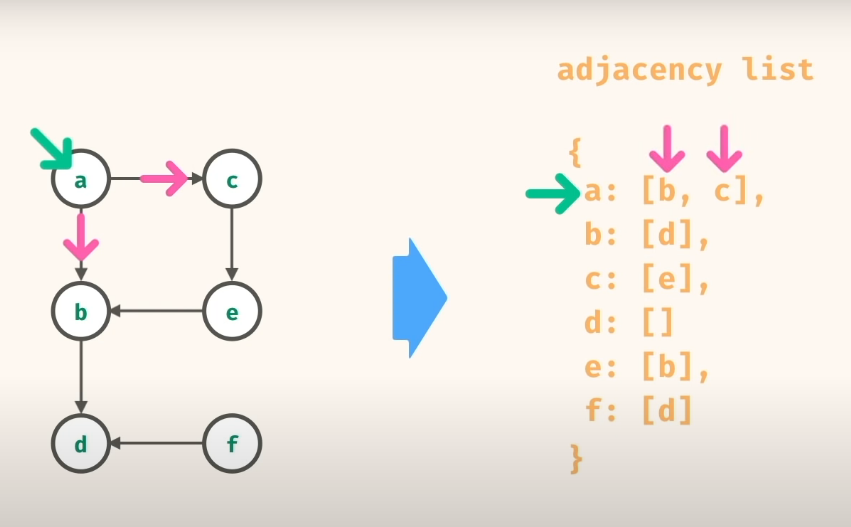 adjacency list
{
a: [b, c],
b: [d],
c: [e],
d: []
e: [b],
f: [d]
}
a
c
b
e
d
f